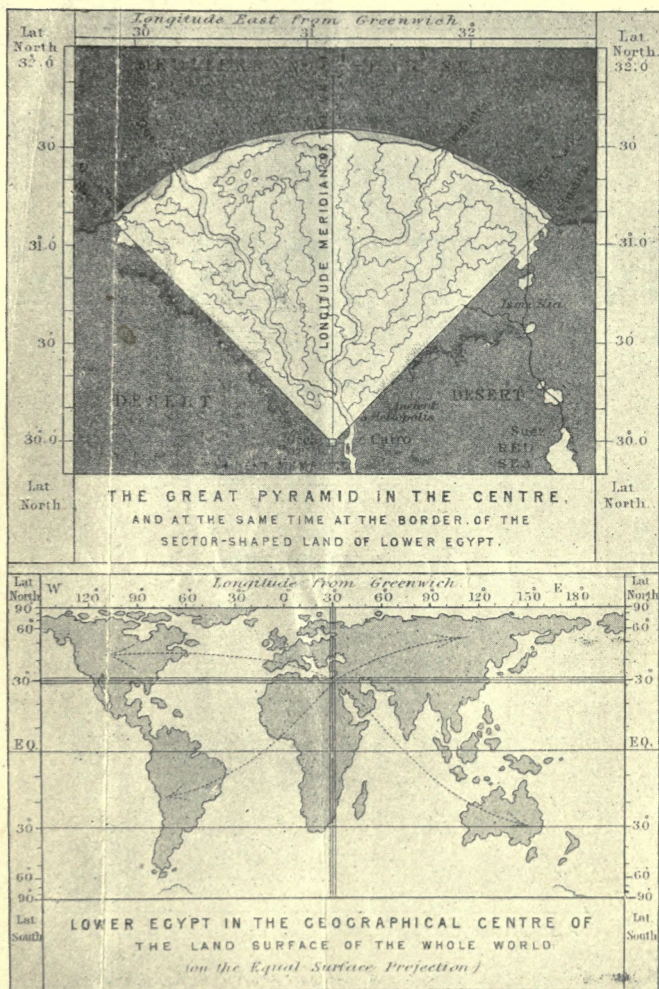 Longitude East from Greenwich
30 31 32
Lat North
32.0
30
31.0
30
30.0
Lat North
Lat North
32.0
30
31.0
30
30.0
Lat North
MEDITERRANEAN SEA
LONGITUDE MERIDIAN OF THE
Ismailia
DESERT
DESERT
Ancient Heliopolis
Cairo
Suez
RED SEA
THE GREAT PYRAMID IN THE CENTRE,
AND AT THE SAME TIME AT THE BORDER, OF THE
SECTOR-SHAPED LAND OF LOWER EGYPT.
Longitude from Greenwich
Lat North
W 120 90 60 30 0 30 60 90 120 150 E 180
Lat North
90
60
30
EQ.
30
60
90
Lat South
90
60
30
EQ.
30
60
90
Lat South
LOWER EGYPT IN THE GEOGRAPHICAL CENTRE OF
THE LAND SURFACE OF THE WHOLE WORLD
(on the Equal Surface Projection)